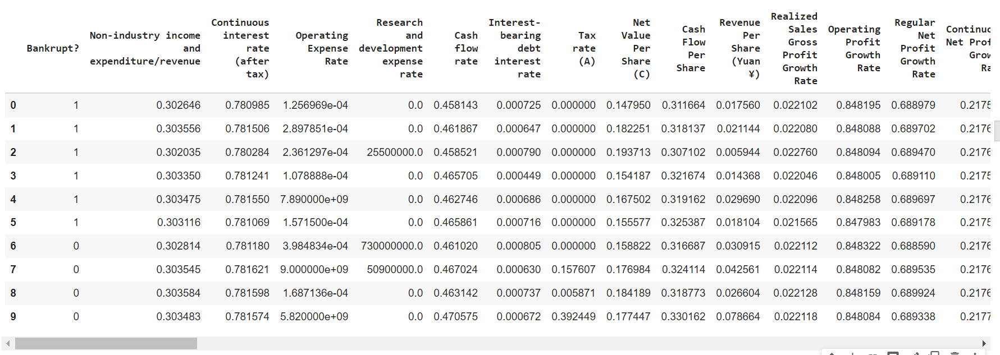 Bankrupt? Non-industry income and expenditure/revenue Continuous interest rate (after tax) Operating Expense Rate Research and development expense rate Cash flow rate Interest-bearing debt interest rate Tax rate (A) Net Value Per Share (C) Cash Flow Per Share Revenue Per Share (Yuan ¥) Realized Sales Gross Profit Growth Rate Operating Profit Growth Rate Regular Net Profit Growth Rate Continuo Net Prof Grow Ra
0 1 0.302646 0.780985 1.256969e-04 0.0 0.458143 0.000725 0.000000 0.147950 0.311664 0.017560 0.022102 0.848195 0.688979 0.2175
1 1 0.303556 0.781506 2.897851e-04 0.0 0.461867 0.000647 0.000000 0.182251 0.318137 0.021144 0.022080 0.848088 0.689702 0.2176
2 1 0.302035 0.780284 2.361297e-04 25500000.0 0.458521 0.000790 0.000000 0.193713 0.307102 0.005944 0.022760 0.848094 0.689470 0.2176
3 1 0.303350 0.781241 1.078888e-04 0.0 0.465705 0.000449 0.000000 0.154187 0.321674 0.014368 0.022046 0.848005 0.689110 0.2175
4 1 0.303475 0.781550 7.890000e+09 0.0 0.462746 0.000686 0.000000 0.167502 0.319162 0.029690 0.022096 0.848258 0.689697 0.2176
5 1 0.303116 0.781069 1.571500e-04 0.0 0.465861 0.000716 0.000000 0.155577 0.325387 0.018104 0.021565 0.847983 0.689178 0.2175
6 0 0.302814 0.781180 3.984834e-04 730000000.0 0.461020 0.000805 0.000000 0.158822 0.316687 0.030915 0.022112 0.848322 0.688590 0.2176
7 0 0.303545 0.781621 9.000000e+09 50900000.0 0.467024 0.000630 0.157607 0.176984 0.324114 0.042561 0.022114 0.848082 0.689535 0.2176
8 0 0.303584 0.781598 1.687136e-04 0.0 0.463142 0.000737 0.005871 0.184189 0.318773 0.026604 0.022128 0.848159 0.689924 0.2176
9 0 0.303483 0.781574 5.820000e+09 0.0 0.470575 0.000672 0.392449 0.177447 0.330162 0.078664 0.022118 0.848084 0.689338 0.2177